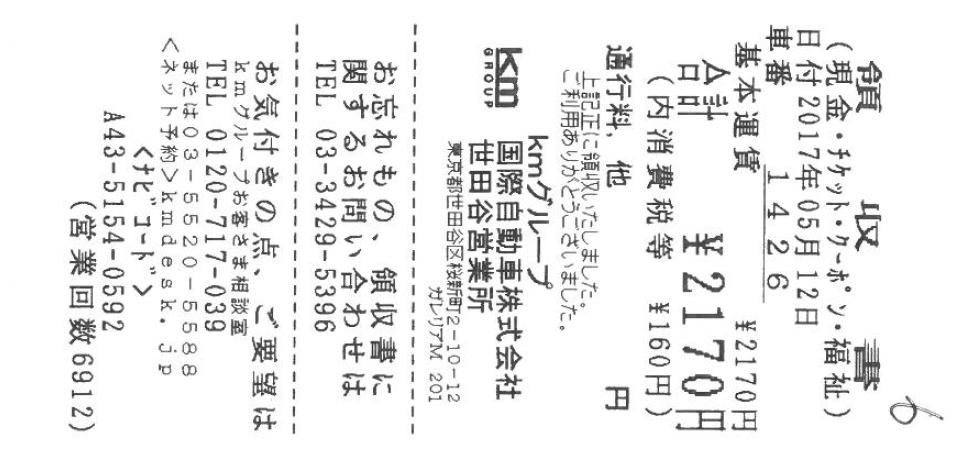 領収書
(現金・チケット・クーポン・福祉)
日付2017年05月12日
車番 1426
基本運賃 ¥2170円
合計 ¥2170円
(内消費税等 ¥160円)
通行料,他 円
上記正に領収いたしました。
ご利用ありがとうございました。
km GROUP
kmグループ
国際自動車株式会社
世田谷営業所
東京都世田谷区桜新町2-10-12
ガレリアM 201
お忘れもの、領収書に
関するお問い合わせは
TEL 03-3429-5396
お気付きの点、ご要望は
kmグループお客さま相談室
TEL 0120-717-039
または03-5520-5588
<ネット予約>kmdesk.jp
<ナビコード>
A43-5154-0592
(営業回数6912)